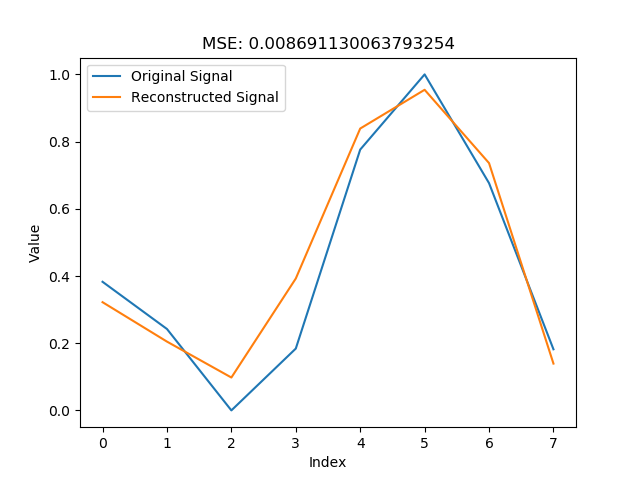 MSE: 0.008691130063793254
Original Signal
Reconstructed Signal
1.0
0.8
0.6
0.4
0.2
0.0
Value
0 1 2 3 4 5 6 7
Index